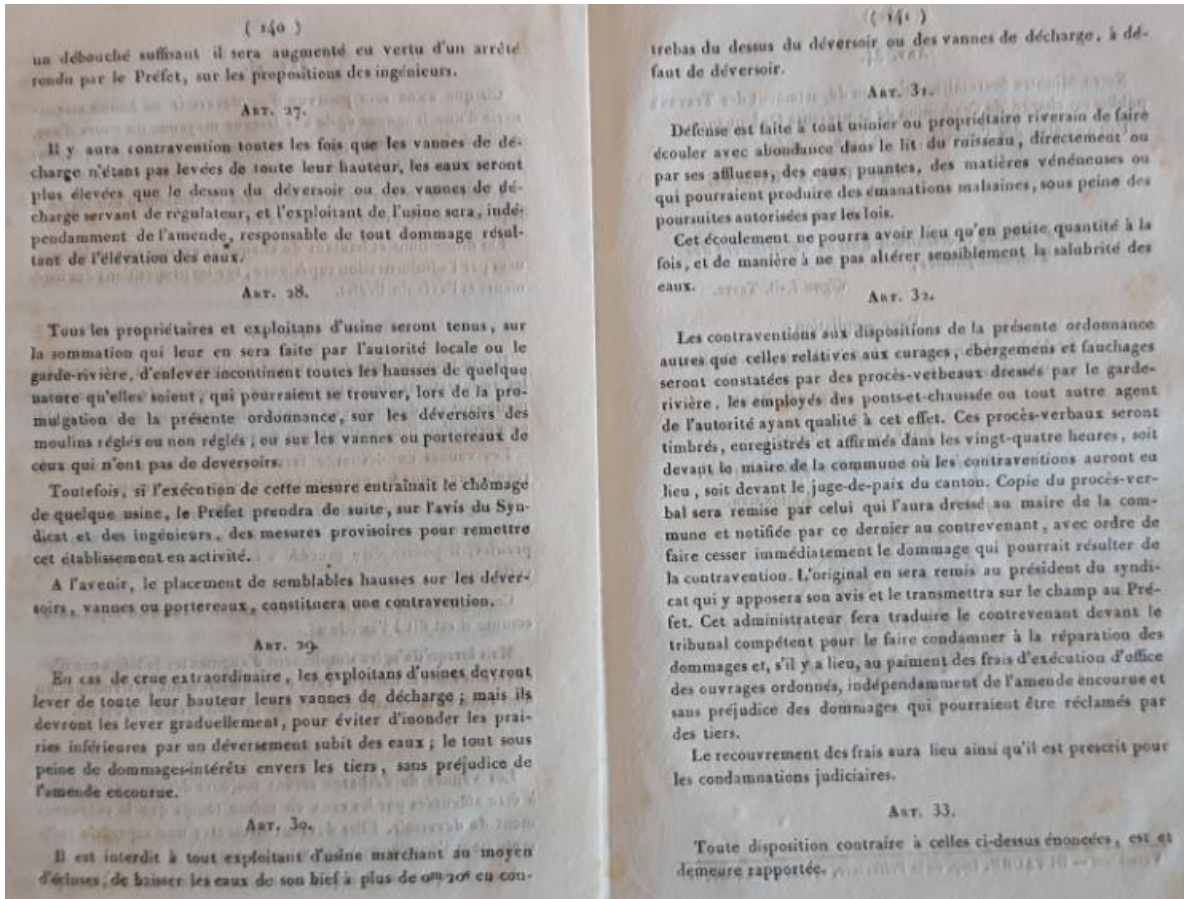 ( 140 )
un débouché suffisant il sera augmenté en vertu d'un arrêté
rendu par le Préfet, sur les propositions des ingénieurs.
ART. 27.
Il y aura contravention toutes les fois que les vannes de dé-
charge n'étant pas levées de toute leur hauteur, les eaux seront
plus élevées que le dessus du déversoir ou des vannes de dé-
charge servant de régulateur, et l'exploitant de l'usine sera, indé-
pendamment de l'amende, responsable de tout dommage résul-
tant de l'élévation des eaux.
ART. 28.
Tous les propriétaires et exploitans d'usine seront tenus, sur
la sommation qui leur en sera faite par l'autorité locale ou le
garde-rivière, d'enlever incontinent toutes les hausses de quelque
nature qu'elles soient, qui pourraient se trouver, lors de la pro-
mulgation de la présente ordonnance, sur les déversoirs des
moulins réglés ou non réglés ; ou sur les vannes ou portereaux de
ceux qui n'ont pas de deversoirs.
Toutefois, si l'exécution de cette mesure entraînait le chômage
de quelque usine, le Préfet prendra de suite, sur l'avis du Syn-
dicat et des ingénieurs, des mesures provisoires pour remettre
cet établissement en activité.
A l'avenir, le placement de semblables hausses sur les déver-
soirs, vannes ou portereaux, constituera une contravention.
ART. 29.
En cas de crue extraordinaire, les exploitans d'usines devront
lever de toute leur hauteur leurs vannes de décharge ; mais ils
devront les lever graduellement, pour éviter d'inonder les prai-
ries inférieures par un déversement subit des eaux ; le tout sous
peine de dommages-intérêts envers les tiers, sans préjudice de
l'amende encourue.
ART. 30.
Il est interdit à tout exploitant d'usine marchant au moyen
d'écluses, de baisser les eaux de son bief à plus de 0m 20c en con-
( 141 )
trebas du dessus du déversoir ou des vannes de décharge, à dé-
faut de déversoir.
ART. 31.
Défense est faite à tout usinier ou propriétaire riverain de faire
écouler avec abondance dans le lit du ruisseau, directement ou
par ses affluens, des eaux puantes, des matières vénéneuses ou
qui pourraient produire des émanations malsaines, sous peine des
poursuites autorisées par les lois.
Cet écoulement ne pourra avoir lieu qu'en petite quantité à la
fois, et de manière à ne pas altérer sensiblement la salubrité des
eaux.
ART. 32.
Les contraventions aux dispositions de la présente ordonnance
autres que celles relatives aux curages, ébergemens et fauchages
seront constatées par des procès-verbeaux dressés par le garde-
rivière, les employés des ponts-et-chaussée ou tout autre agent
de l'autorité ayant qualité à cet effet. Ces procès-verbaux seront
timbrés, enregistrés et affirmés dans les vingt-quatre heures, soit
devant le maire de la commune où les contraventions auront eu
lieu, soit devant le juge-de-paix du canton. Copie du procès-ver-
bal sera remise par celui qui l'aura dressé au maire de la com-
mune et notifiée par ce dernier au contrevenant, avec ordre de
faire cesser immédiatement le dommage qui pourrait résulter de
la contravention. L'original en sera remis au président du syndi-
cat qui y apposera son avis et le transmettra sur le champ au Pré-
fet. Cet administrateur fera traduire le contrevenant devant le
tribunal compétent pour le faire condamner à la réparation des
dommages et, s'il y a lieu, au paiment des frais d'exécution d'office
des ouvrages ordonnés, indépendamment de l'amende encourue et
sans préjudice des dommages qui pourraient être réclamés par
des tiers.
Le recouvrement des frais aura lieu ainsi qu'il est prescrit pour
les condamnations judiciaires.
ART. 33.
Toute disposition contraire à celles ci-dessus énoncées, est et
demeure rapportée.